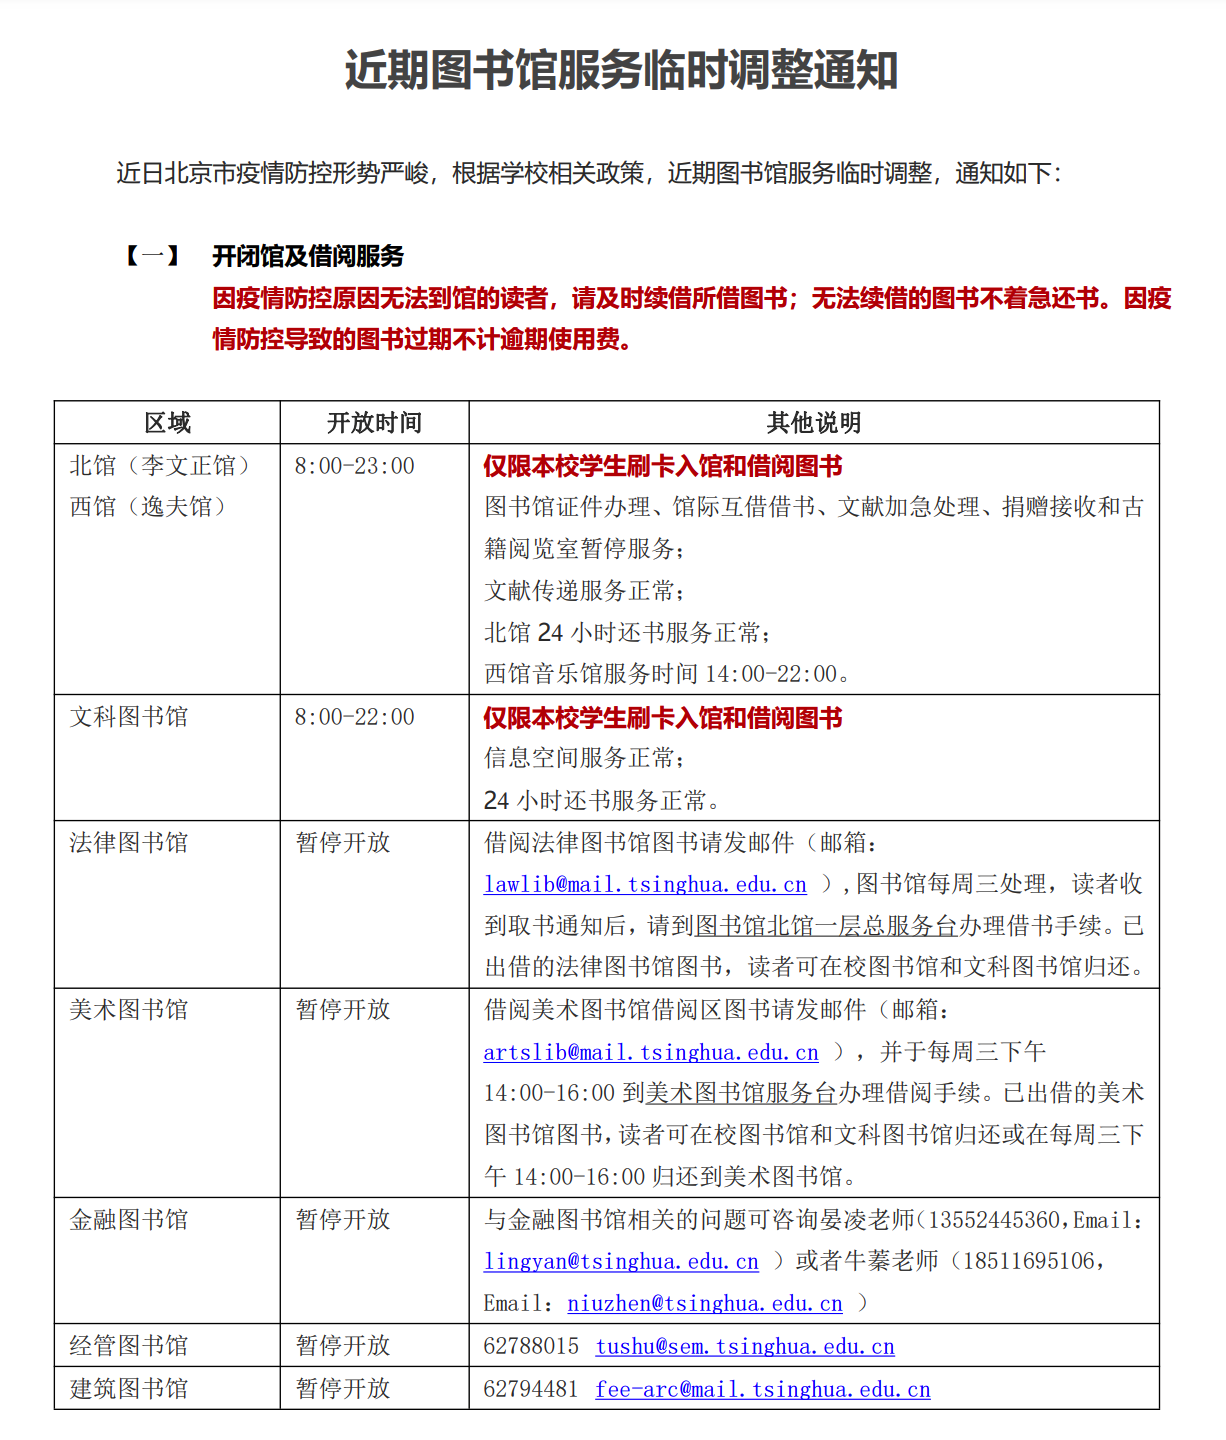 近期图书馆服务临时调整通知
近日北京市疫情防控形势严峻，根据学校相关政策，近期图书馆服务临时调整，通知如下：
【一】 开闭馆及借阅服务
因疫情防控原因无法到馆的读者，请及时续借所借图书；无法续借的图书不着急还书。因疫
情防控导致的图书过期不计逾期使用费。
区域 开放时间 其他说明
北馆（李文正馆） 8:00-23:00 仅限本校学生刷卡入馆和借阅图书
西馆（逸夫馆） 图书馆证件办理、馆际互借借书、文献加急处理、捐赠接收和古
籍阅览室暂停服务；
文献传递服务正常；
北馆 24 小时还书服务正常；
西馆音乐馆服务时间 14:00-22:00。
文科图书馆 8:00-22:00 仅限本校学生刷卡入馆和借阅图书
信息空间服务正常；
24 小时还书服务正常。
法律图书馆 暂停开放 借阅法律图书馆图书请发邮件（邮箱：
lawlib@mail.tsinghua.edu.cn ）,图书馆每周三处理，读者收
到取书通知后，请到图书馆北馆一层总服务台办理借书手续。已
出借的法律图书馆图书，读者可在校图书馆和文科图书馆归还。
美术图书馆 暂停开放 借阅美术图书馆借阅区图书请发邮件（邮箱：
artslib@mail.tsinghua.edu.cn ），并于每周三下午
14:00-16:00 到美术图书馆服务台办理借阅手续。已出借的美术
图书馆图书，读者可在校图书馆和文科图书馆归还或在每周三下
午 14:00-16:00 归还到美术图书馆。
金融图书馆 暂停开放 与金融图书馆相关的问题可咨询晏凌老师（13552445360，Email：
lingyan@tsinghua.edu.cn ）或者牛蓁老师（18511695106，
Email：niuzhen@tsinghua.edu.cn ）
经管图书馆 暂停开放 62788015 tushu@sem.tsinghua.edu.cn
建筑图书馆 暂停开放 62794481 fee-arc@mail.tsinghua.edu.cn